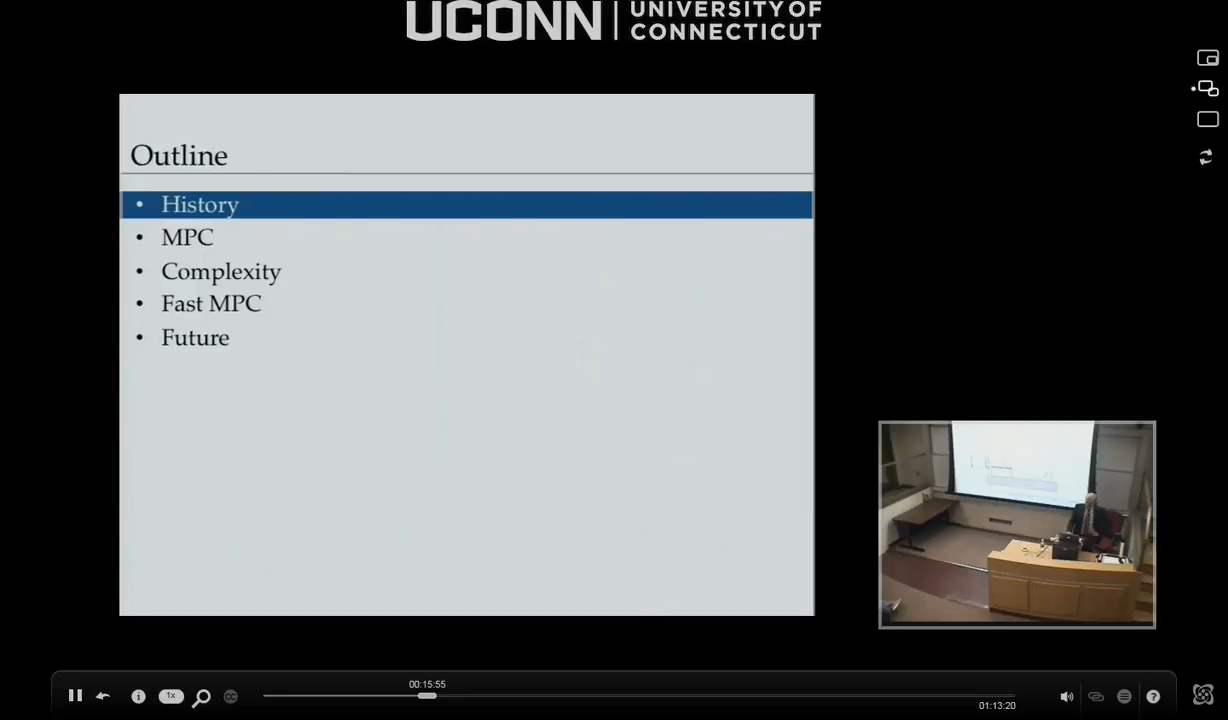 UCONN
UNIVERSITY OF
CONNECTICUT
Outline
• History
• MPC
• Complexity
• Fast MPC
• Future
00:15:55
1x
01:13:20